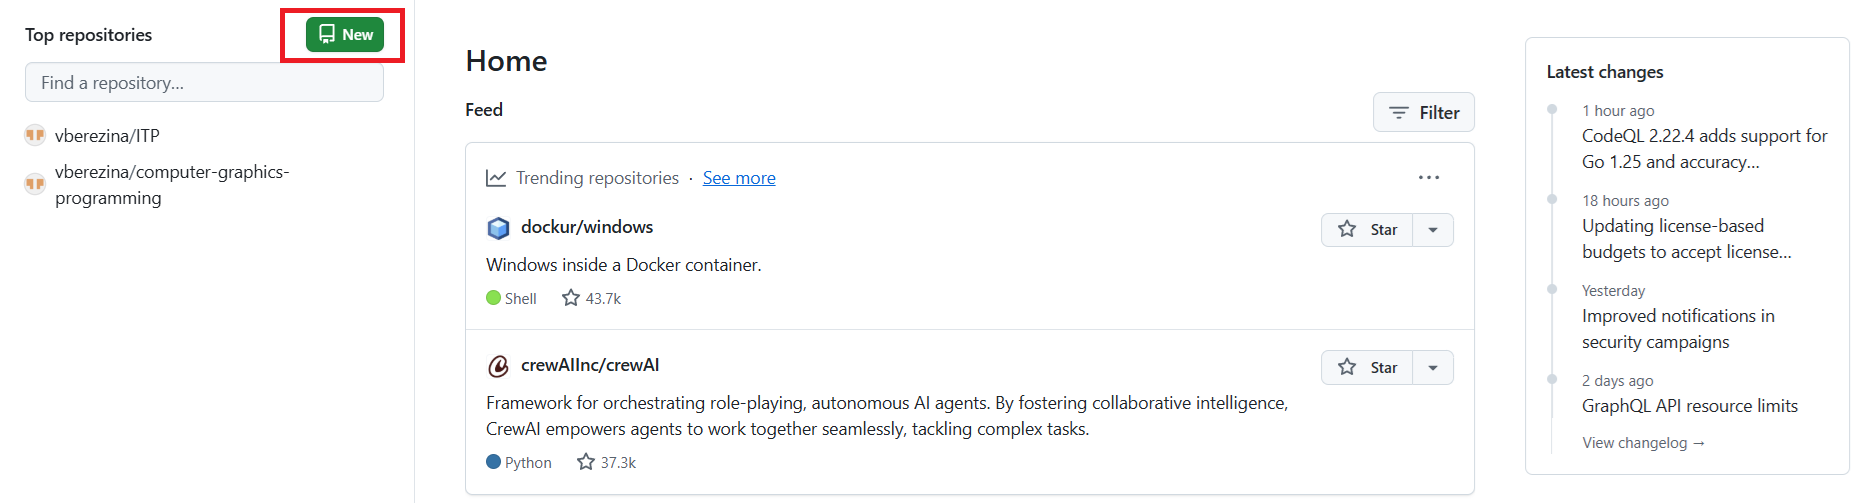 Top repositories
New
Find a repository...
vberezina/ITP
vberezina/computer-graphics-
programming
Home
Feed
Filter
Trending repositories · See more
dockur/windows
Star
Windows inside a Docker container.
Shell 43.7k
crewAIInc/crewAI
Star
Framework for orchestrating role-playing, autonomous AI agents. By fostering collaborative intelligence,
CrewAI empowers agents to work together seamlessly, tackling complex tasks.
Python 37.3k
Latest changes
1 hour ago
CodeQL 2.22.4 adds support for
Go 1.25 and accuracy...
18 hours ago
Updating license-based
budgets to accept license...
Yesterday
Improved notifications in
security campaigns
2 days ago
GraphQL API resource limits
View changelog →